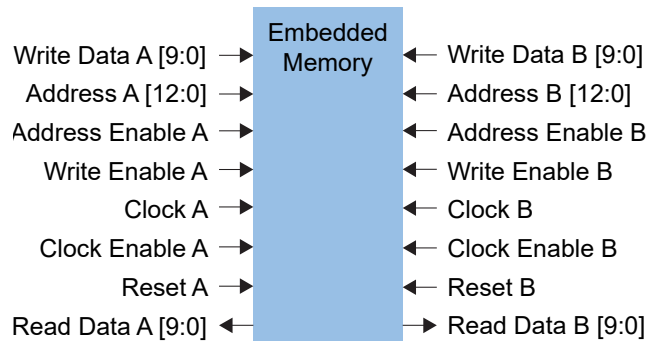 Embedded
Memory
Write Data A [9:0]
Address A [12:0]
Address Enable A
Write Enable A
Clock A
Clock Enable A
Reset A
Read Data A [9:0]
Write Data B [9:0]
Address B [12:0]
Address Enable B
Write Enable B
Clock B
Clock Enable B
Reset B
Read Data B [9:0]